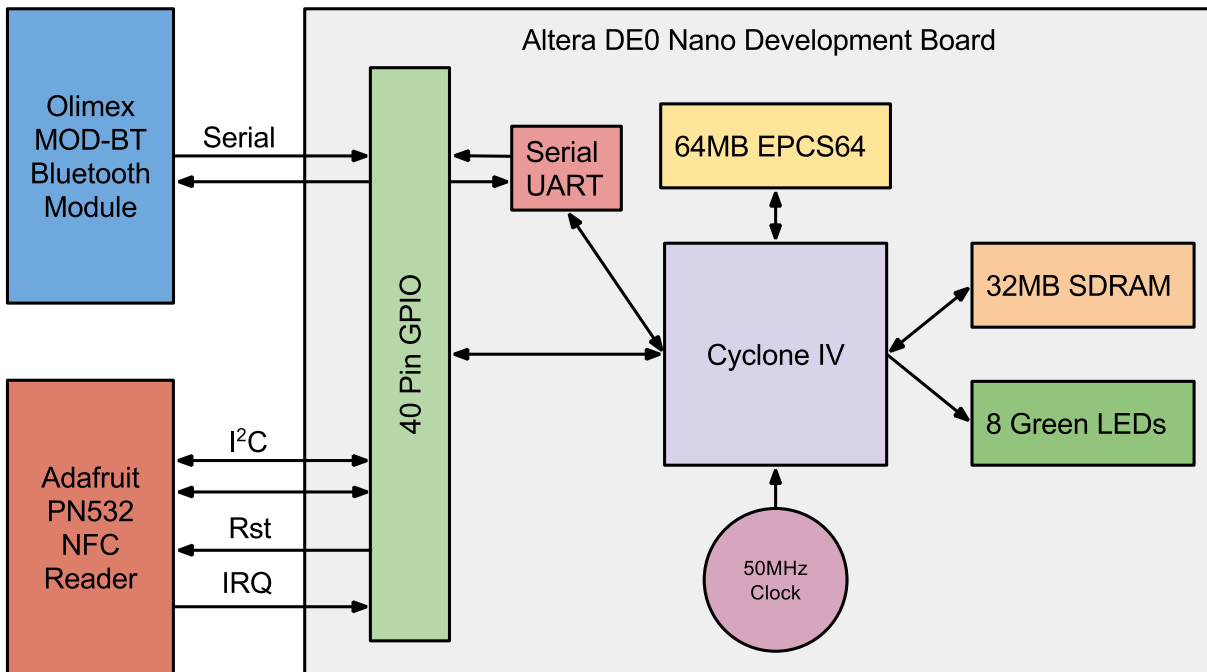 Altera DE0 Nano Development Board
Olimex
MOD-BT
Bluetooth
Module
Serial
Serial
UART
64MB EPCS64
40 Pin GPIO
Cyclone IV
32MB SDRAM
8 Green LEDs
Adafruit
PN532
NFC
Reader
I²C
Rst
IRQ
50MHz
Clock